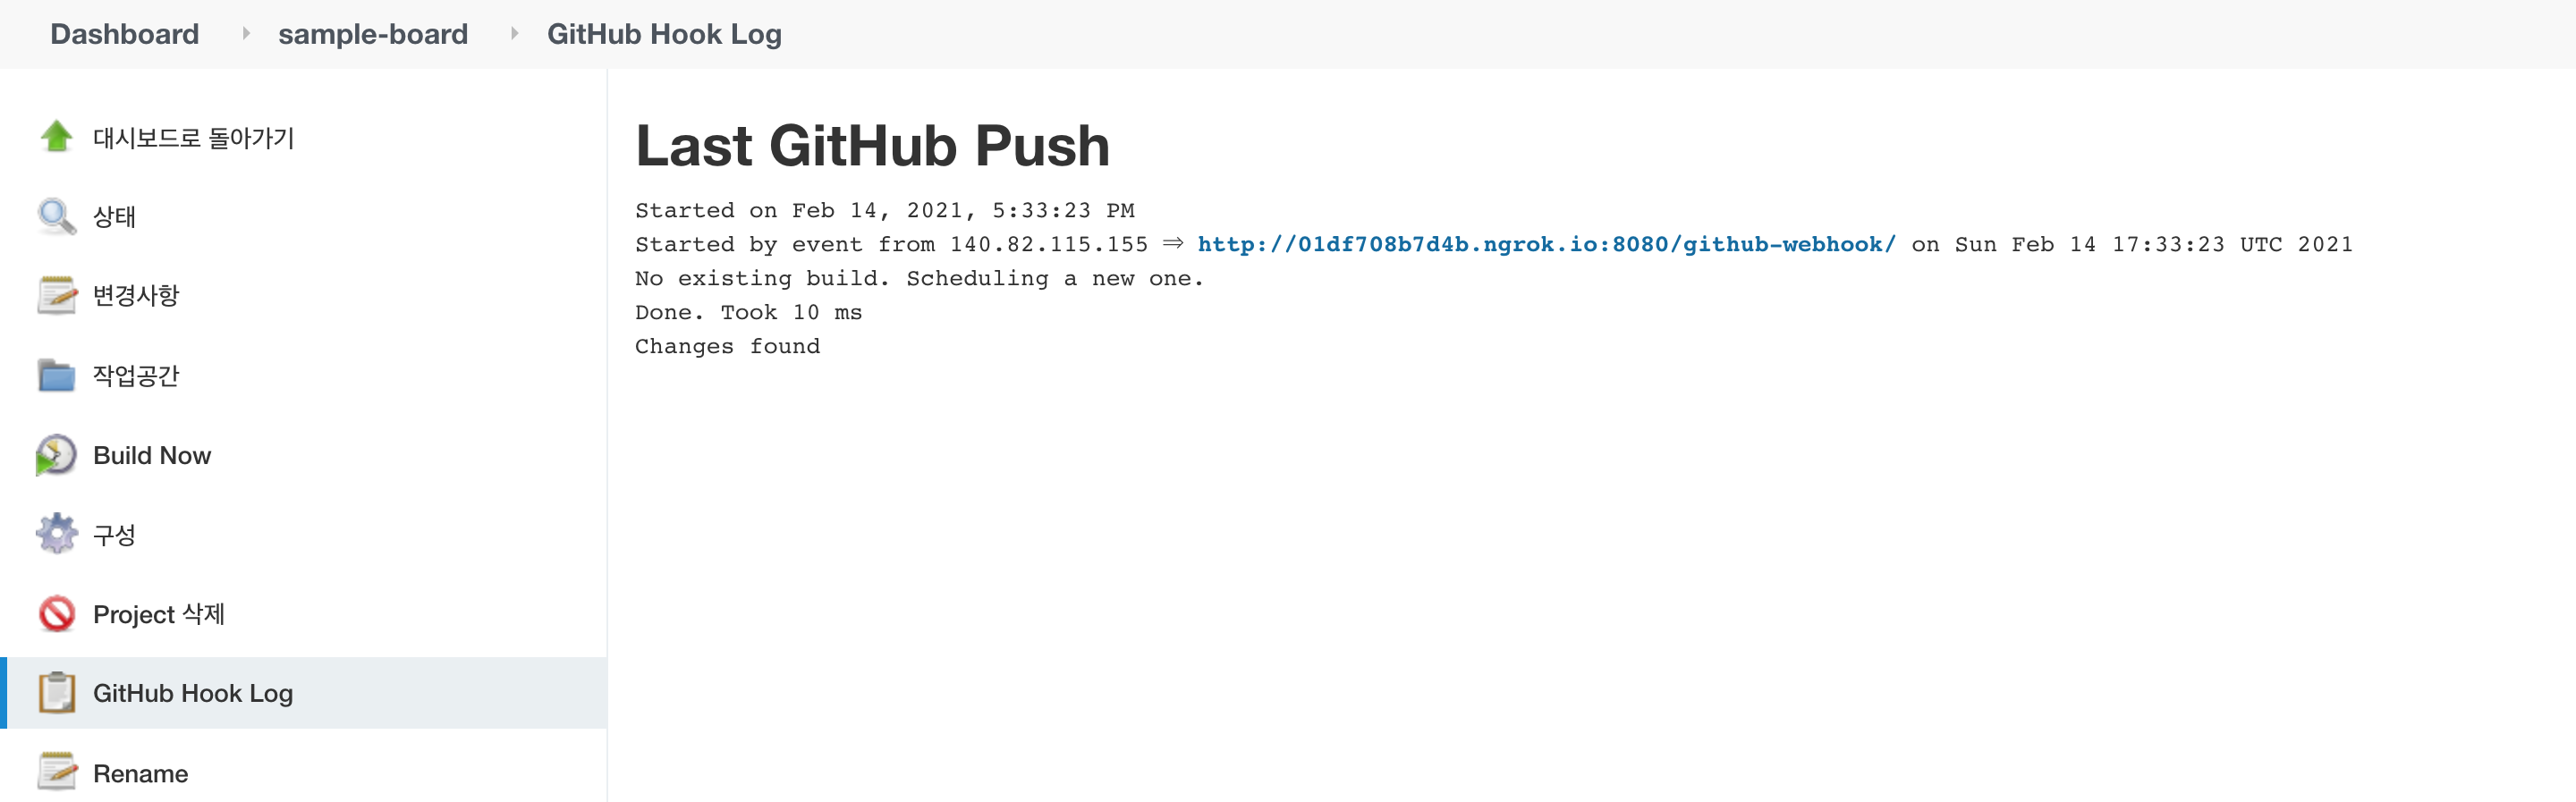 Dashboard sample-board GitHub Hook Log
대시보드로 돌아가기
상태
변경사항
작업공간
Build Now
구성
Project 삭제
GitHub Hook Log
Rename
Last GitHub Push
Started on Feb 14, 2021, 5:33:23 PM
Started by event from 140.82.115.155 ⇒ http://01df708b7d4b.ngrok.io:8080/github-webhook/ on Sun Feb 14 17:33:23 UTC 2021
No existing build. Scheduling a new one.
Done. Took 10 ms
Changes found